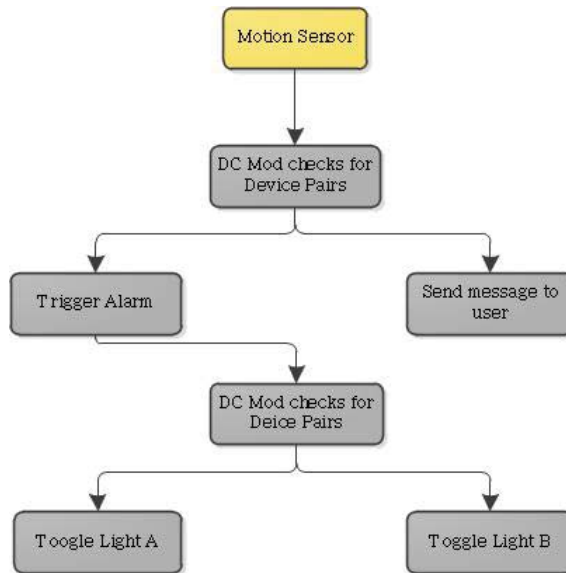 Motion Sensor
DC Mod checks for
Device Pairs
Trigger Alarm
Send message to
user
DC Mod checks for
Deice Pairs
Toogle Light A
Toggle Light B